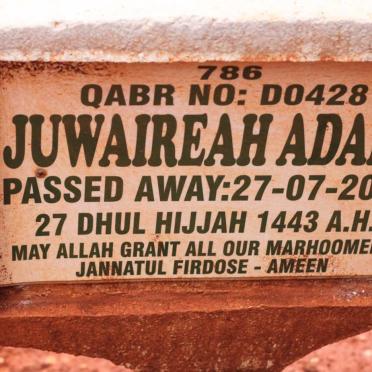 786
QABR NO: D0428
JUWAIREAH ADA
PASSED AWAY:27-07-20
27 DHUL HIJJAH 1443 A.H.
MAY ALLAH GRANT ALL OUR MARHOOME
JANNATUL FIRDOSE - AMEEN